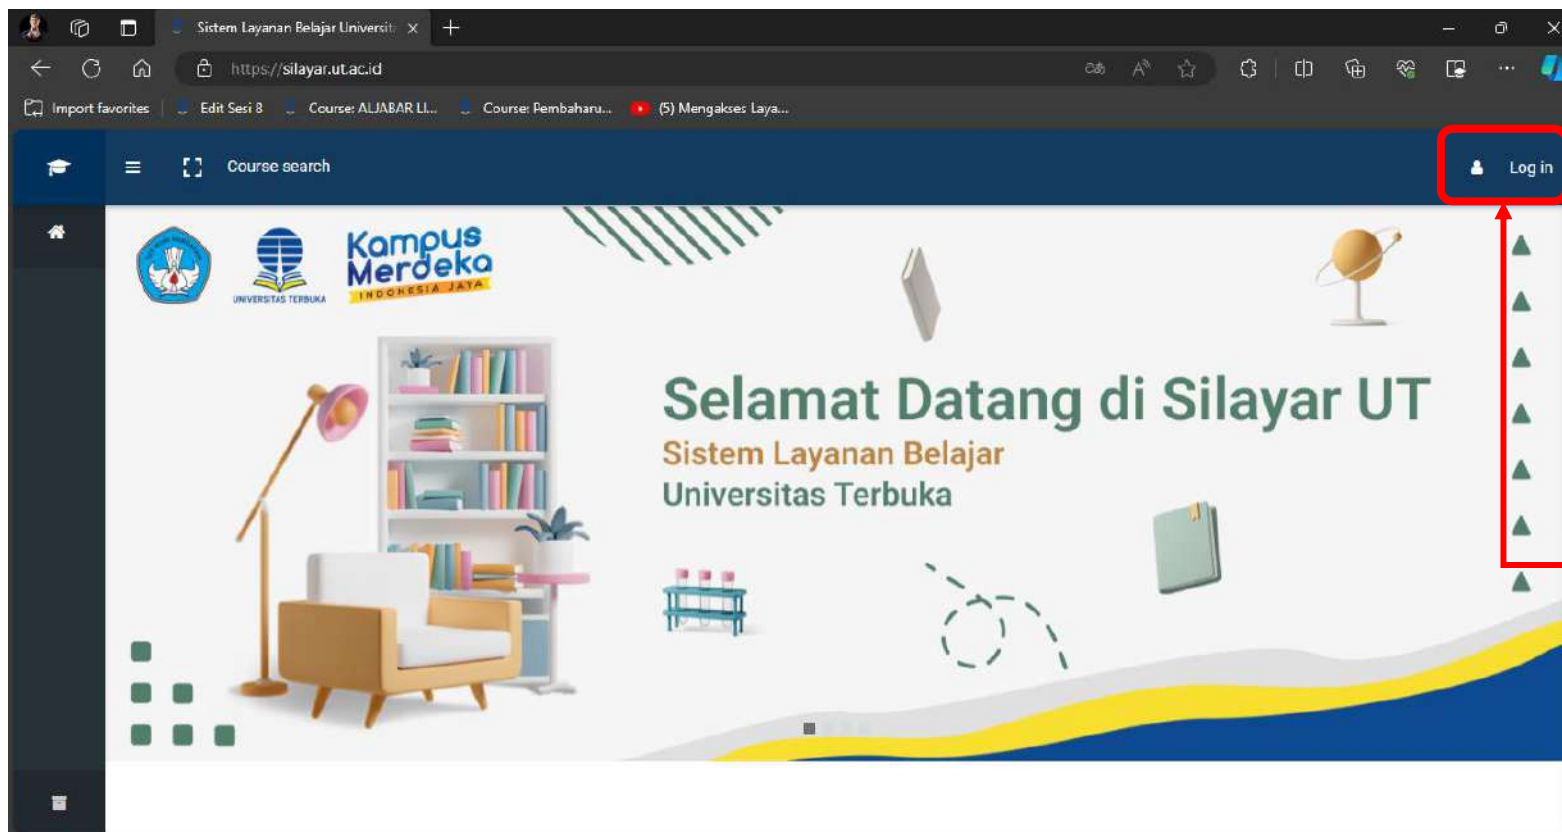 Sistem Layanan Belajar Universita
https://silayar.ut.ac.id
Import favorites
Edit Sesi 8
Course: ALJABAR LI...
Course: Pembaharu...
(5) Mengakses Laya...
Course search
Log in
UNIVERSITAS TERBUKA
Kampus
Merdeka
INDONESIA JAYA
Selamat Datang di Silayar UT
Sistem Layanan Belajar
Universitas Terbuka